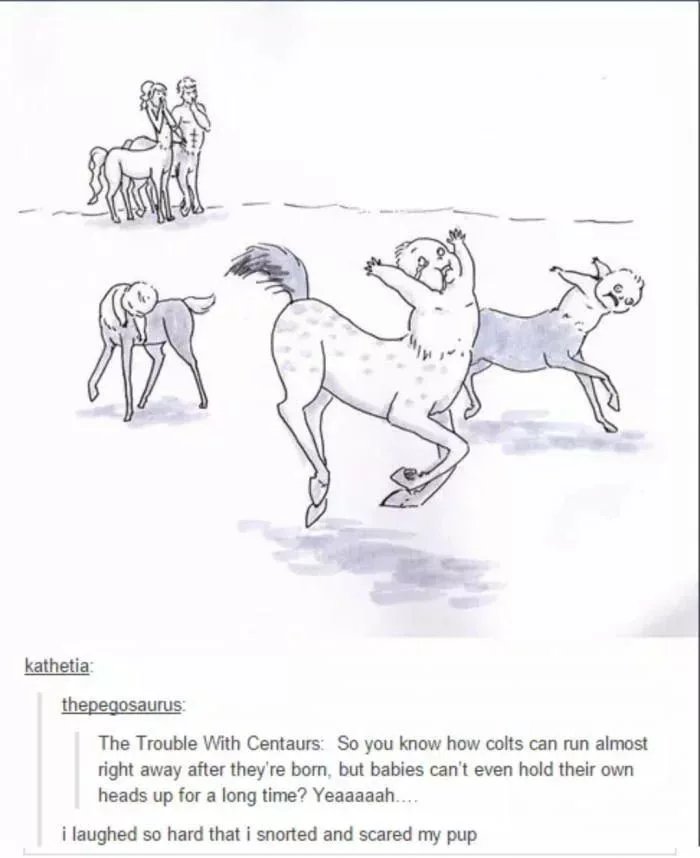 kathetia:
thepegosaurus:
The Trouble With Centaurs:  So you know how colts can run almost
right away after they're born, but babies can't even hold their own
heads up for a long time? Yeaaaaah....
i laughed so hard that i snorted and scared my pup